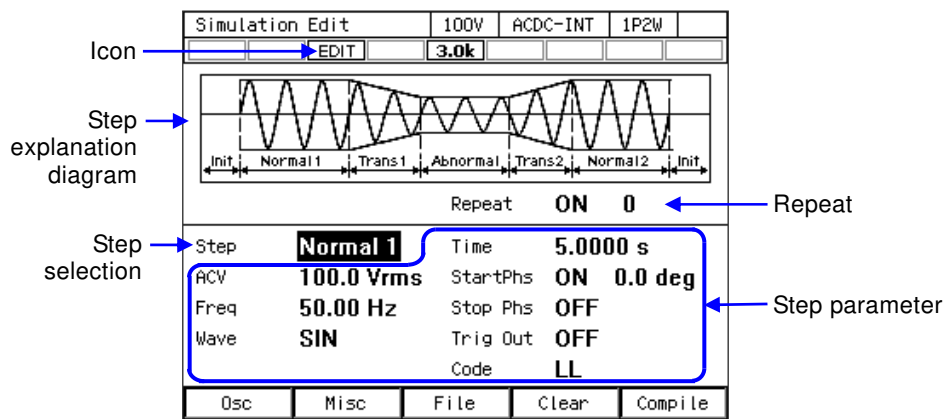 Simulation Edit 100V ACDC-INT 1P2W
Icon EDIT 3.0k
Step explanation diagram
Init Normal1 Trans1 Abnormal Trans2 Normal2 Init
Repeat ON 0 Repeat
Step selection
Step Normal 1 Time 5.0000 s
ACV 100.0 Vrms StartPhs ON 0.0 deg
Freq 50.00 Hz Stop Phs OFF Step parameter
Wave SIN Trig Out OFF
Code LL
Osc Misc File Clear Compile